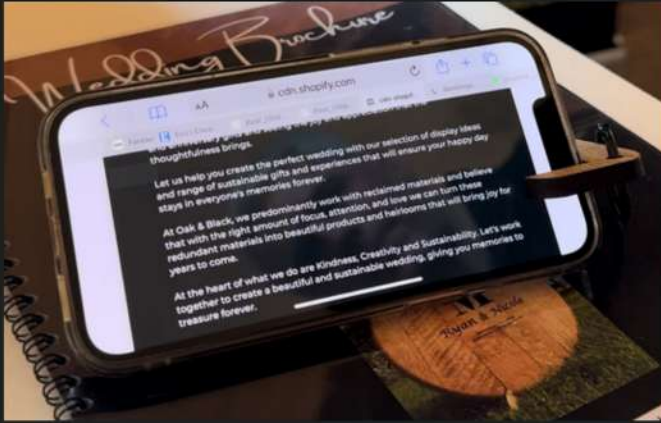 Wedding Brochure
AA
cdn.shopify.com
cdn.shopif
thoughtfulness brings.
Let us help you create the perfect wedding with our selection of display ideas
and range of sustainable gifts and experiences that will ensure your happy day
stays in everyone's memories forever.
At Oak & Black, we predominantly work with reclaimed materials and believe
that with the right amount of focus, attention, and love we can turn these
redundant materials into beautiful products and heirlooms that will bring joy for
years to come.
At the heart of what we do are Kindness, Creativity and Sustainability. Let's work
together to create a beautiful and sustainable wedding, giving you memories to
treasure forever.
Ryan & Nicole